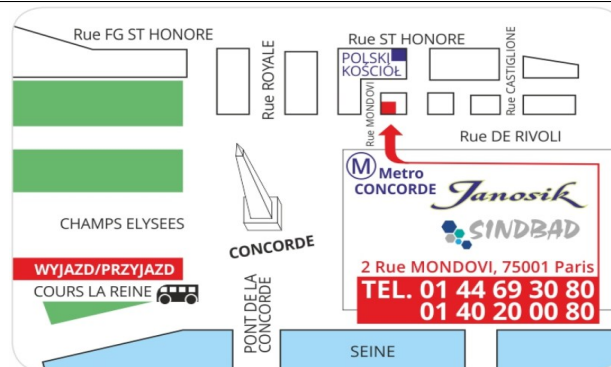 Rue FG ST HONORE
Rue ROYALE
Rue ST HONORE
POLSKI
KOŚCIÓŁ
Rue CASTIGLIONE
Rue MONDOVI
Rue DE RIVOLI
M Metro
CONCORDE
Janosik
SINDBAD
CHAMPS ELYSEES
CONCORDE
WYJAZD/PRZYJAZD
COURS LA REINE
2 Rue MONDOVI, 75001 Paris
TEL. 01 44 69 30 80
01 40 20 00 80
PONT DE LA
CONCORDE
SEINE